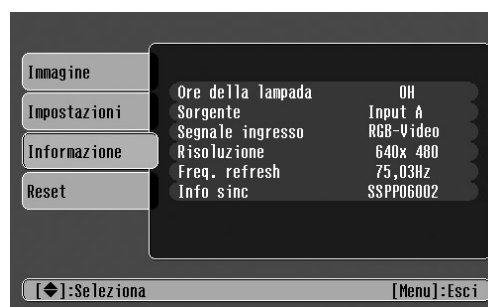 Immagine
Impostazioni
Informazione
Reset
Ore della lampada 0H
Sorgente Input A
Segnale ingresso RGB-Video
Risoluzione 640x 480
Freq. refresh 75,03Hz
Info sinc SSPP06002
[◆]:Seleziona [Menu]:Esci